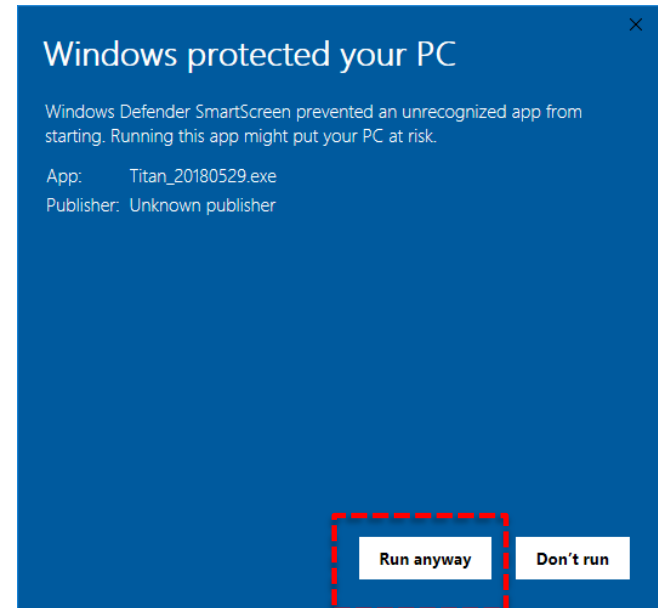 Windows protected your PC
Windows Defender SmartScreen prevented an unrecognized app from
starting. Running this app might put your PC at risk.
App: Titan_20180529.exe
Publisher: Unknown publisher
Run anyway Don't run